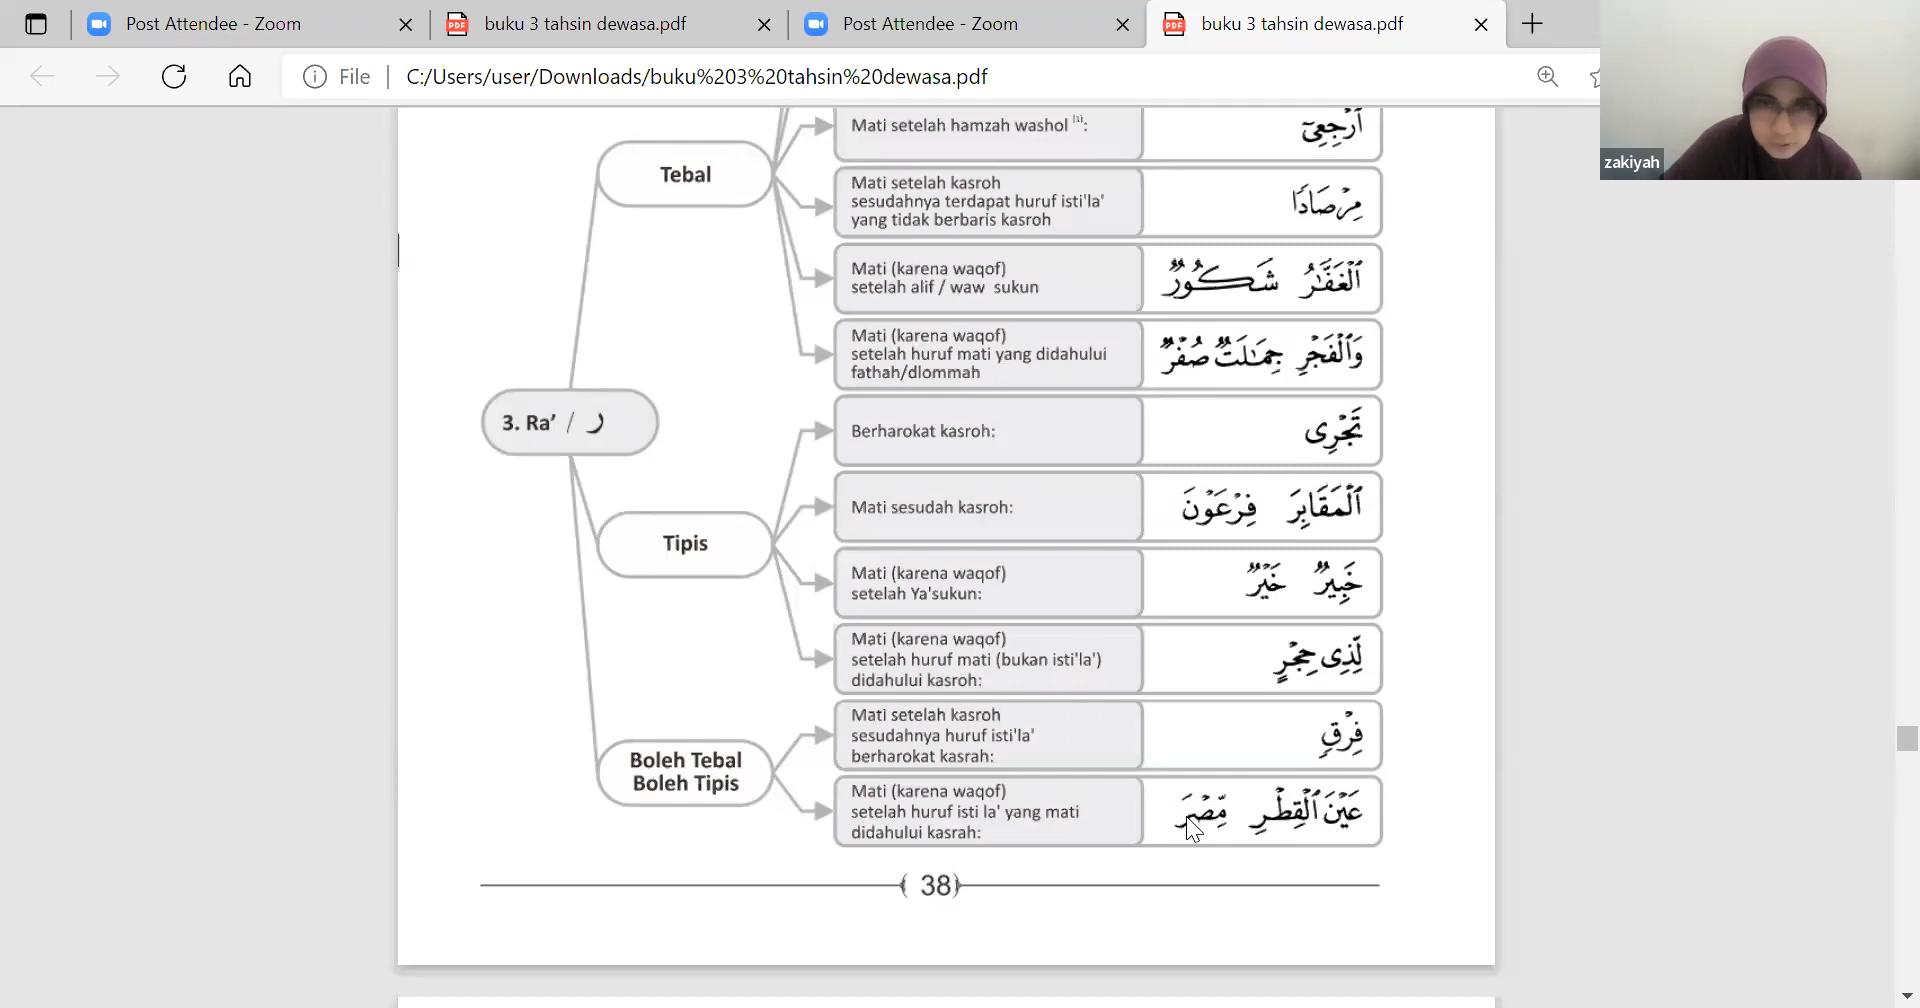 Post Attendee - Zoom
buku 3 tahsin dewasa.pdf
Post Attendee - Zoom
buku 3 tahsin dewasa.pdf
File
C:/Users/user/Downloads/buku%203%20tahsin%20dewasa.pdf
zakiyah
Tebal
Mati setelah hamzah washol [1]:
ٱرْجِعِىٓ
Mati setelah kasroh
sesudahnya terdapat huruf isti'la'
yang tidak berbaris kasroh
مِرْصَادًا
Mati (karena waqof)
setelah alif / waw sukun
ٱلْغَفَّٰرُ شَكُورٌ
Mati (karena waqof)
setelah huruf mati yang didahului
fathah/dlommah
وَٱلْفَجْرِ جِمَٰلَتٌ صُفْرٌ
3. Ra' / ر
Tipis
Berharokat kasroh:
تَجْرِى
Mati sesudah kasroh:
ٱلْمَقَابِرَ فِرْعَوْنَ
Mati (karena waqof)
setelah Ya'sukun:
خَبِيرٌ خَيْرٌ
Mati (karena waqof)
setelah huruf mati (bukan isti'la')
didahului kasroh:
لِّذِى حِجْرٍ
Boleh Tebal
Boleh Tipis
Mati setelah kasroh
sesudahnya huruf isti'la'
berharokat kasrah:
فِرْقٍ
Mati (karena waqof)
setelah huruf isti la' yang mati
didahului kasrah:
عَيْنَ ٱلْقِطْرِ مِّصْرَ
38